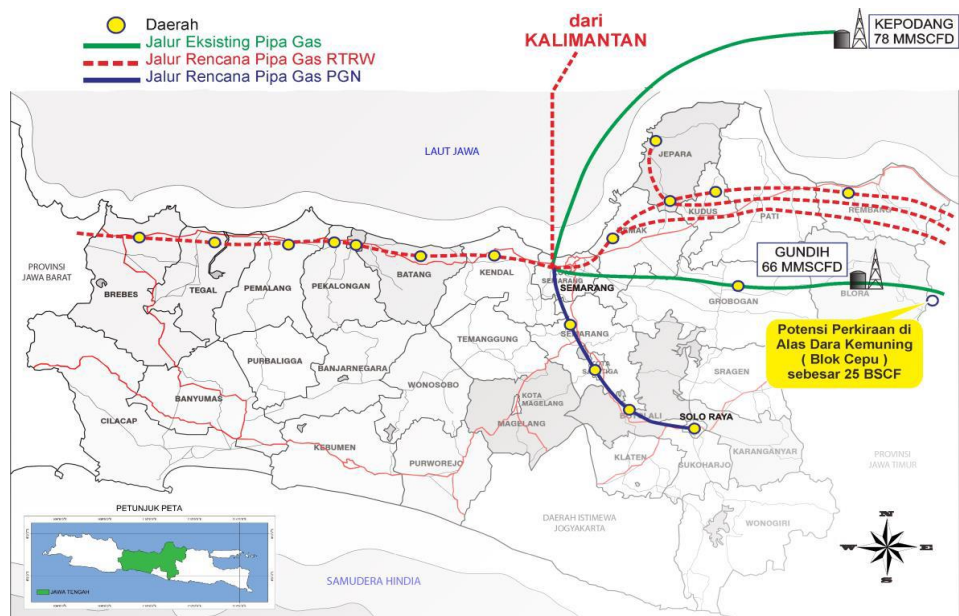 Daerah
Jalur Eksisting Pipa Gas
Jalur Rencana Pipa Gas RTRW
Jalur Rencana Pipa Gas PGN
dari
KALIMANTAN
KEPODANG
78 MMSCFD
LAUT JAWA
JEPARA
KUDUS
PATI
REMBANG
GUNDIH
66 MMSCFD
PROVINSI
JAWA BARAT
BREBES
TEGAL
PEMALANG
PEKALONGAN
BATANG
KENDAL
SEMARANG
SEMARANG
GROBOGAN
BLORA
Potensi Perkiraan di
Alas Dara Kemuning
( Blok Cepu )
sebesar 25 BSCF
TEMANGGUNG
SEMARANG
PURBALIGGA
BANJARNEGARA
WONOSOBO
KOTA
MAGELANG
MAGELANG
SRAGEN
BANYUMAS
CILACAP
SOLO RAYA
KEBUMEN
PURWOREJO
KLATEN
SUKOHARJO
KARANGANYAR
PROVINSI
JAWA TIMUR
DAERAH ISTIMEWA
JOGYAKARTA
WONOGIRI
PETUNJUK PETA
JAWA TENGAH
SAMUDERA HINDIA
N
W
E
S